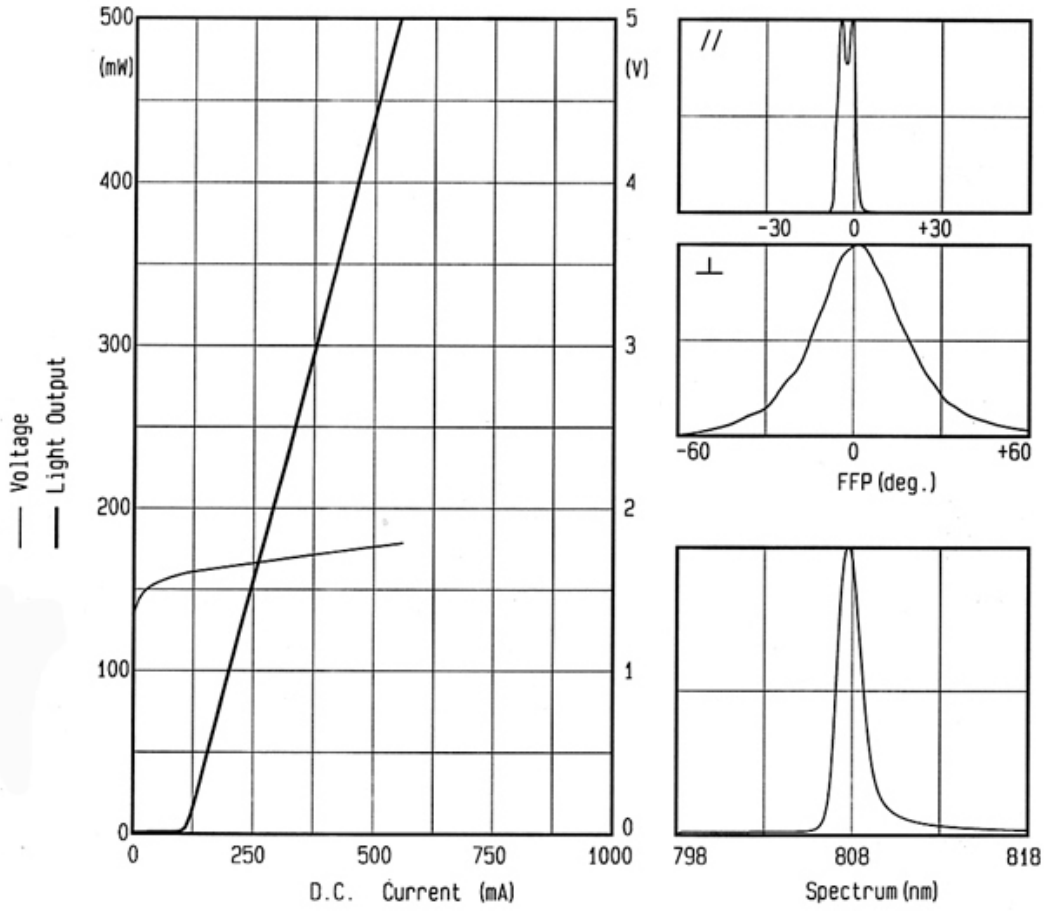 500
(mW)
400
300
200
100
0
5
(V)
4
3
2
1
0
0 250 500 750 1000
D.C. Current (mA)
Voltage
Light Output
//
-30 0 +30
⊥
-60 0 +60
FFP (deg.)
798 808 818
Spectrum (nm)